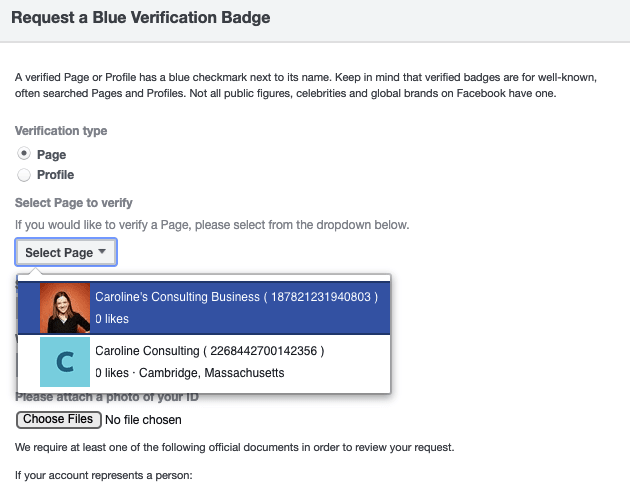 Request a Blue Verification Badge
A verified Page or Profile has a blue checkmark next to its name. Keep in mind that verified badges are for well-known,
often searched Pages and Profiles. Not all public figures, celebrities and global brands on Facebook have one.
Verification type
Page
Profile
Select Page to verify
If you would like to verify a Page, please select from the dropdown below.
Select Page
Caroline's Consulting Business ( 187821231940803 )
0 likes
C
Caroline Consulting ( 2268442700142356 )
0 likes · Cambridge, Massachusetts
Please attach a photo of your ID
Choose Files No file chosen
We require at least one of the following official documents in order to review your request.
If your account represents a person: